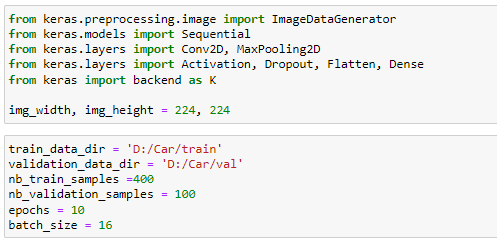 from keras.preprocessing.image import ImageDataGenerator
from keras.models import Sequential
from keras.layers import Conv2D, MaxPooling2D
from keras.layers import Activation, Dropout, Flatten, Dense
from keras import backend as K
img_width, img_height = 224, 224
train_data_dir = 'D:/Car/train'
validation_data_dir = 'D:/Car/val'
nb_train_samples =400
nb_validation_samples = 100
epochs = 10
batch_size = 16